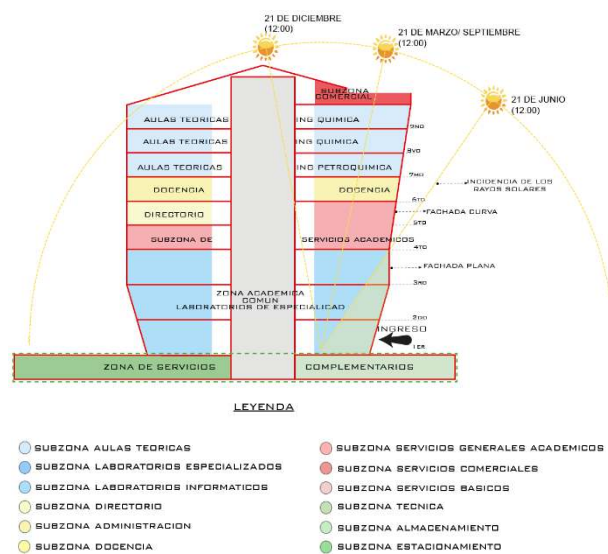 21 DE DICIEMBRE
(12:00)
21 DE MARZO/ SEPTIEMBRE
(12:00)
21 DE JUNIO
(12:00)
SUBZONA
COMERCIAL
AULAS TEORICAS
ING QUIMICA
9NO
AULAS TEORICAS
ING QUIMICA
8VO
AULAS TEORICAS
ING PETROQUIMICA
7MO
INCIDENCIA DE LOS
RAYOS SOLARES
DOCENCIA
DOCENCIA
6TO
DIRECTORIO
FACHADA CURVA
5TO
SUBZONA DE
SERVICIOS ACADEMICOS
4TO
FACHADA PLANA
3RO
ZONA ACADEMICA
COMUN
LABORATORIOS DE ESPECIALICAD
2DO
INGRESO
1ER
ZONA DE SERVICIOS
COMPLEMENTARIOS
LEYENDA
SUBZONA AULAS TEORICAS
SUBZONA LABORATORIOS ESPECIALIZADOS
SUBZONA LABORATORIOS INFORMATICOS
SUBZONA DIRECTORIO
SUBZONA ADMINISTRACION
SUBZONA DOCENCIA
SUBZONA SERVICIOS GENERALES ACADEMICOS
SUBZONA SERVICIOS COMERCIALES
SUBZONA SERVICIOS BASICOS
SUBZONA TECNICA
SUBZONA ALMACENAMIENTO
SUBZONA ESTACIONAMIENTO